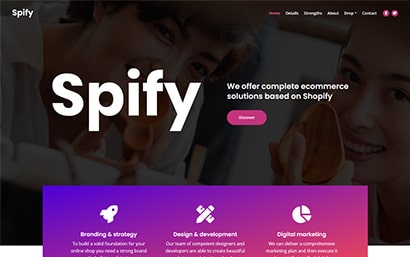 Spify
Home Details Strengths About Drop Contact
Spify
We offer complete ecommerce
solutions based on Shopify
Discover
Branding & strategy
To build a solid foundation for your
online shop you need a strong brand
Design & development
Our team of competent designers and
developers are able to create beautiful
Digital marketing
We can deliver a comprehensive
marketing plan and then execute it